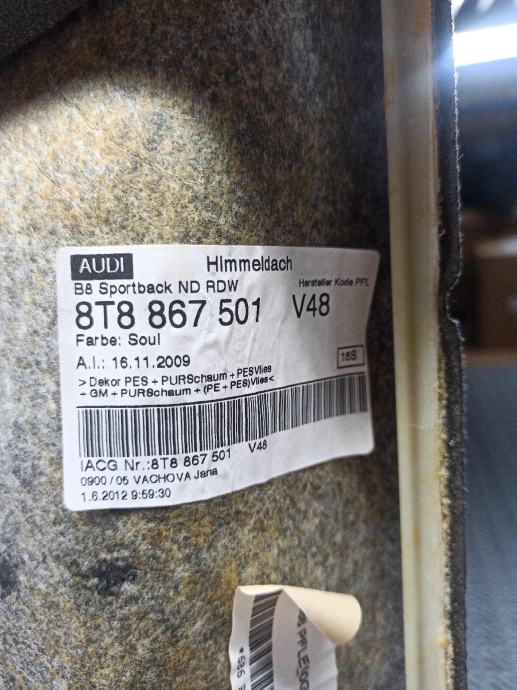 AUDI Himmeldach
B8 Sportback ND RDW Hersteller Kode PFL
8T8 867 501 V48
Farbe: Soul
A.I.: 16.11.2009 16S
> Dekor PES + PURSchaum + PESVlies
+ GM + PURSchaum + (PE + PES)Vlies<
IACG Nr.:8T8 867 501 V48
0900 / 05 VACHOVA Jana
1.6.2012 9:59:30